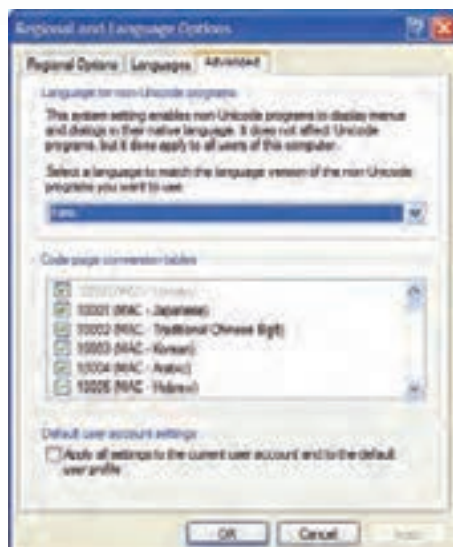 Regional and Language Options
Regional Options Languages Advanced
Language for non-Unicode programs
This system setting enables non-Unicode programs to display menus
and dialogs in their native language. It does not affect Unicode
programs, but it does apply to all users of this computer.
Select a language to match the language version of the non-Unicode
programs you want to use:
Code page conversion tables
10001 (MAC - Japanese)
10002 (MAC - Traditional Chinese Big5)
10003 (MAC - Korean)
10004 (MAC - Arabic)
10005 (MAC - Hebrew)
Default user account settings
Apply all settings to the current user account and to the default
user profile
OK Cancel Apply